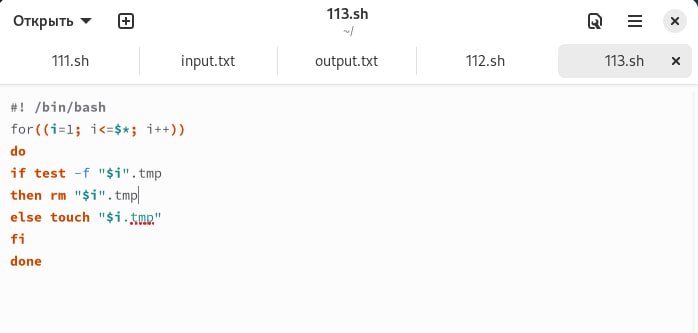 Открыть
113.sh
~/
111.sh
input.txt
output.txt
112.sh
113.sh
#! /bin/bash
for((i=1; i<=$*; i++))
do
if test -f "$i".tmp
then rm "$i".tmp
else touch "$i.tmp"
fi
done